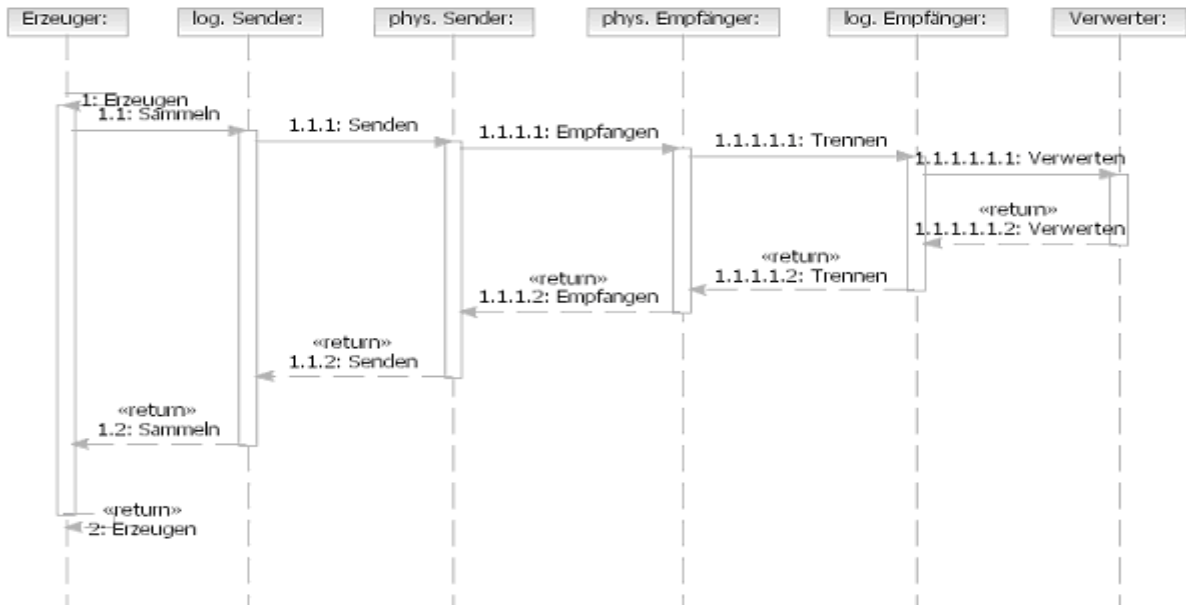 Erzeuger:
log. Sender:
phys. Sender:
phys. Empfänger:
log. Empfänger:
Verwerter:
1: Erzeugen
1.1: Sammeln
1.1.1: Senden
1.1.1.1: Empfangen
1.1.1.1.1: Trennen
1.1.1.1.1.1: Verwerten
«return»
1.1.1.1.1.2: Verwerten
«return»
1.1.1.1.2: Trennen
«return»
1.1.1.2: Empfangen
«return»
1.1.2: Senden
«return»
1.2: Sammeln
«return»
2: Erzeugen